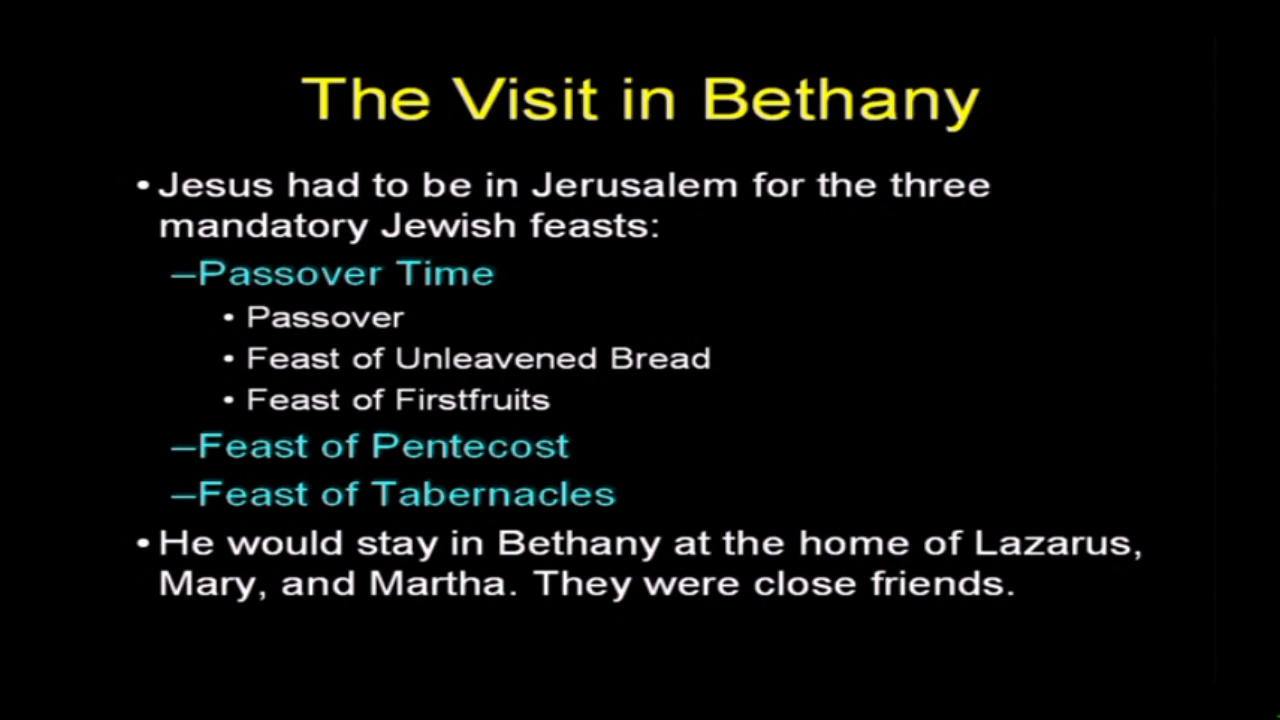 The Visit in Bethany
• Jesus had to be in Jerusalem for the three
mandatory Jewish feasts:
–Passover Time
• Passover
• Feast of Unleavened Bread
• Feast of Firstfruits
–Feast of Pentecost
–Feast of Tabernacles
• He would stay in Bethany at the home of Lazarus,
Mary, and Martha. They were close friends.